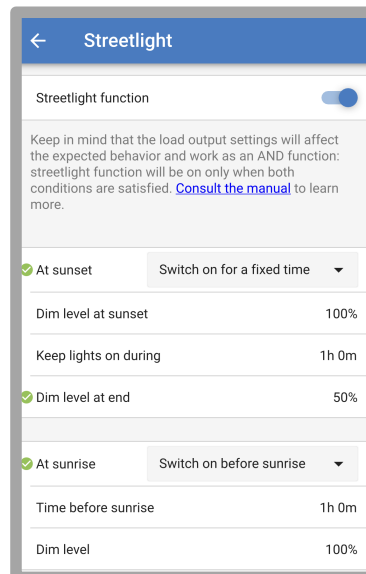 Streetlight
Streetlight function
Keep in mind that the load output settings will affect
the expected behavior and work as an AND function:
streetlight function will be on only when both
conditions are satisfied. Consult the manual to learn
more.
At sunset Switch on for a fixed time
Dim level at sunset 100%
Keep lights on during 1h 0m
Dim level at end 50%
At sunrise Switch on before sunrise
Time before sunrise 1h 0m
Dim level 100%